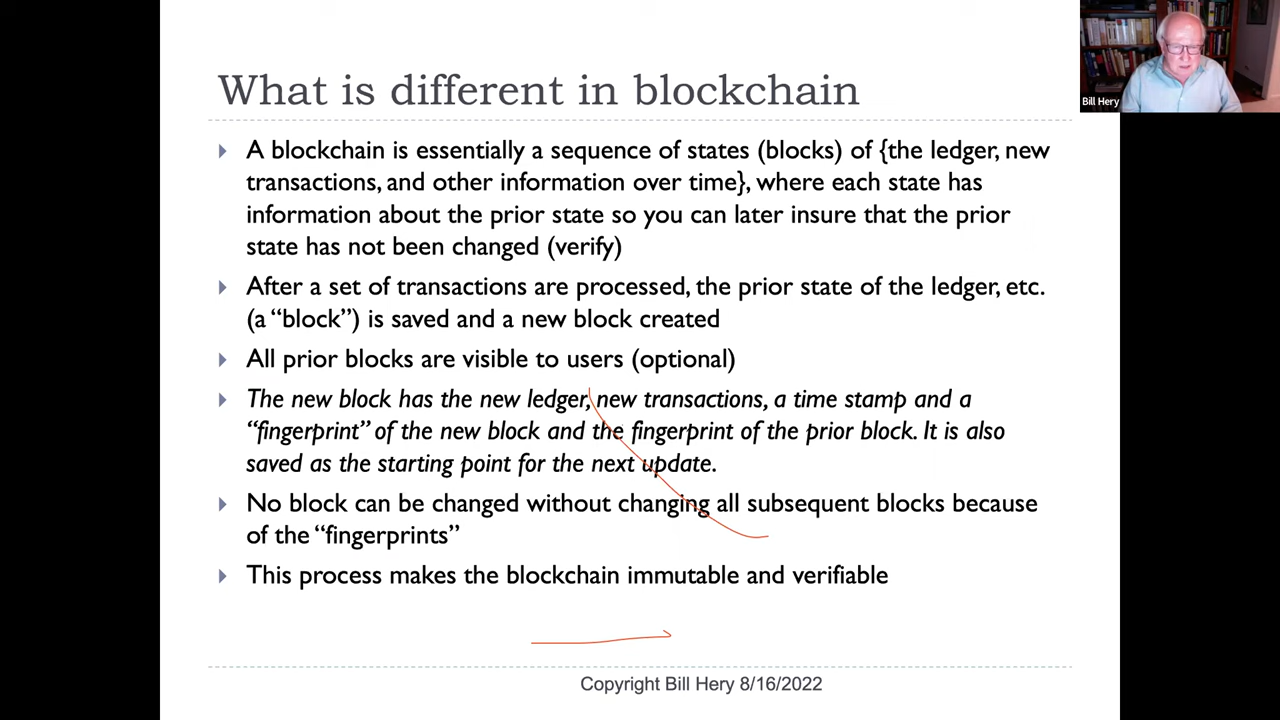 What is different in blockchain
A blockchain is essentially a sequence of states (blocks) of {the ledger, new
transactions, and other information over time}, where each state has
information about the prior state so you can later insure that the prior
state has not been changed (verify)
After a set of transactions are processed, the prior state of the ledger, etc.
(a “block”) is saved and a new block created
All prior blocks are visible to users (optional)
The new block has the new ledger, new transactions, a time stamp and a
“fingerprint” of the new block and the fingerprint of the prior block. It is also
saved as the starting point for the next update.
No block can be changed without changing all subsequent blocks because
of the “fingerprints”
This process makes the blockchain immutable and verifiable
Copyright Bill Hery 8/16/2022
Bill Hery